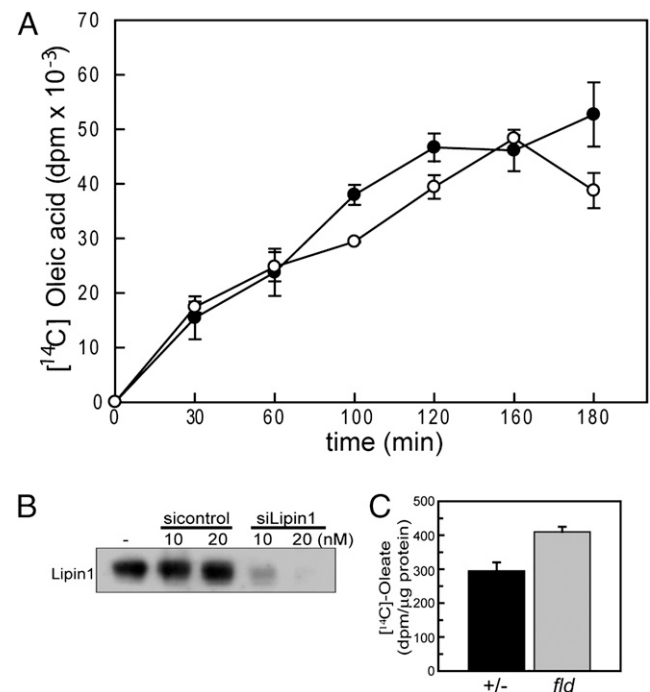 A
[14C] Oleic acid (dpm x 10-3)
70
60
50
40
30
20
10
0
0 30 60 100 120 160 180
time (min)
B
sicontrol siLipin1
- 10 20 10 20 (nM)
Lipin1
C
[14C]-Oleate
(dpm/μg protein)
500
400
300
200
100
0
+/- fld